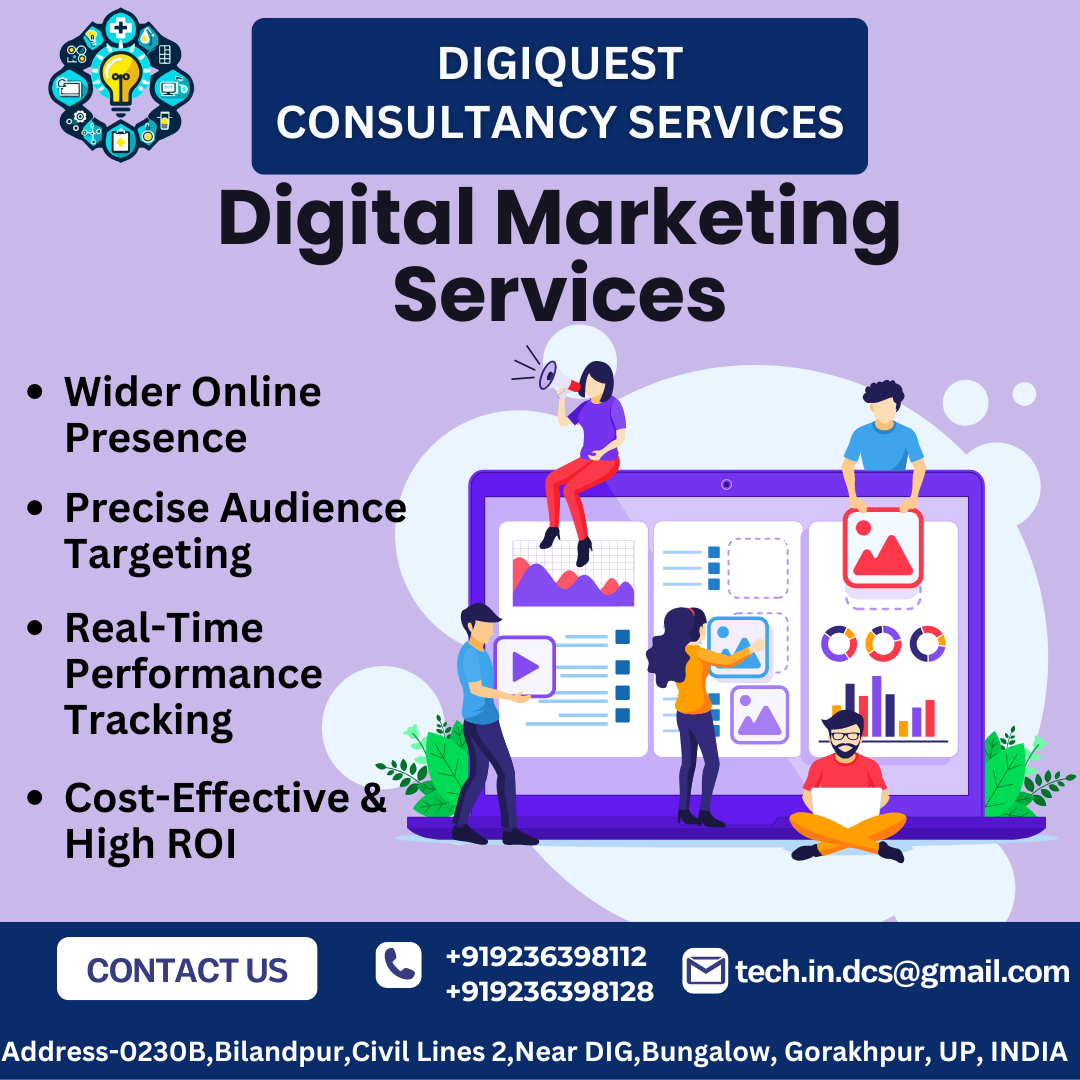 DIGIQUEST
CONSULTANCY SERVICES
Digital Marketing
Services
• Wider Online
Presence
• Precise Audience
Targeting
• Real-Time
Performance
Tracking
• Cost-Effective &
High ROI
CONTACT US
+919236398112
+919236398128
tech.in.dcs@gmail.com
Address-0230B,Bilandpur,Civil Lines 2,Near DIG,Bungalow, Gorakhpur, UP, INDIA